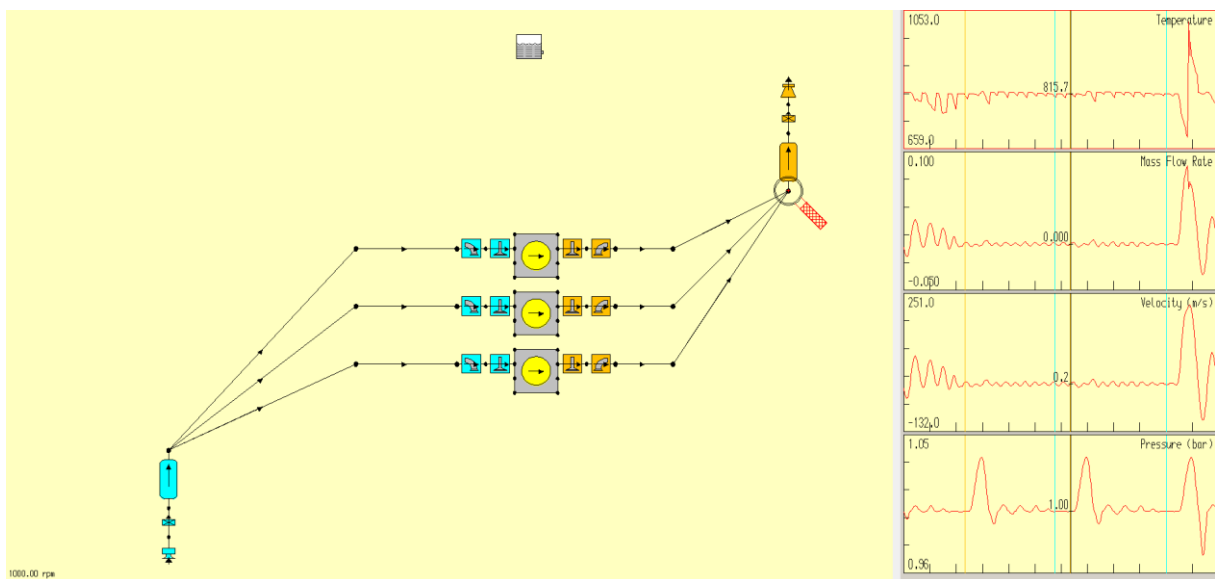 1053.0
Temperature
815.7
659.0
0.100
Mass Flow Rate
0.000
-0.050
251.0
Velocity (m/s)
0.2
-132.0
1.05
Pressure (bar)
1.00
0.96
1000.00 rpm